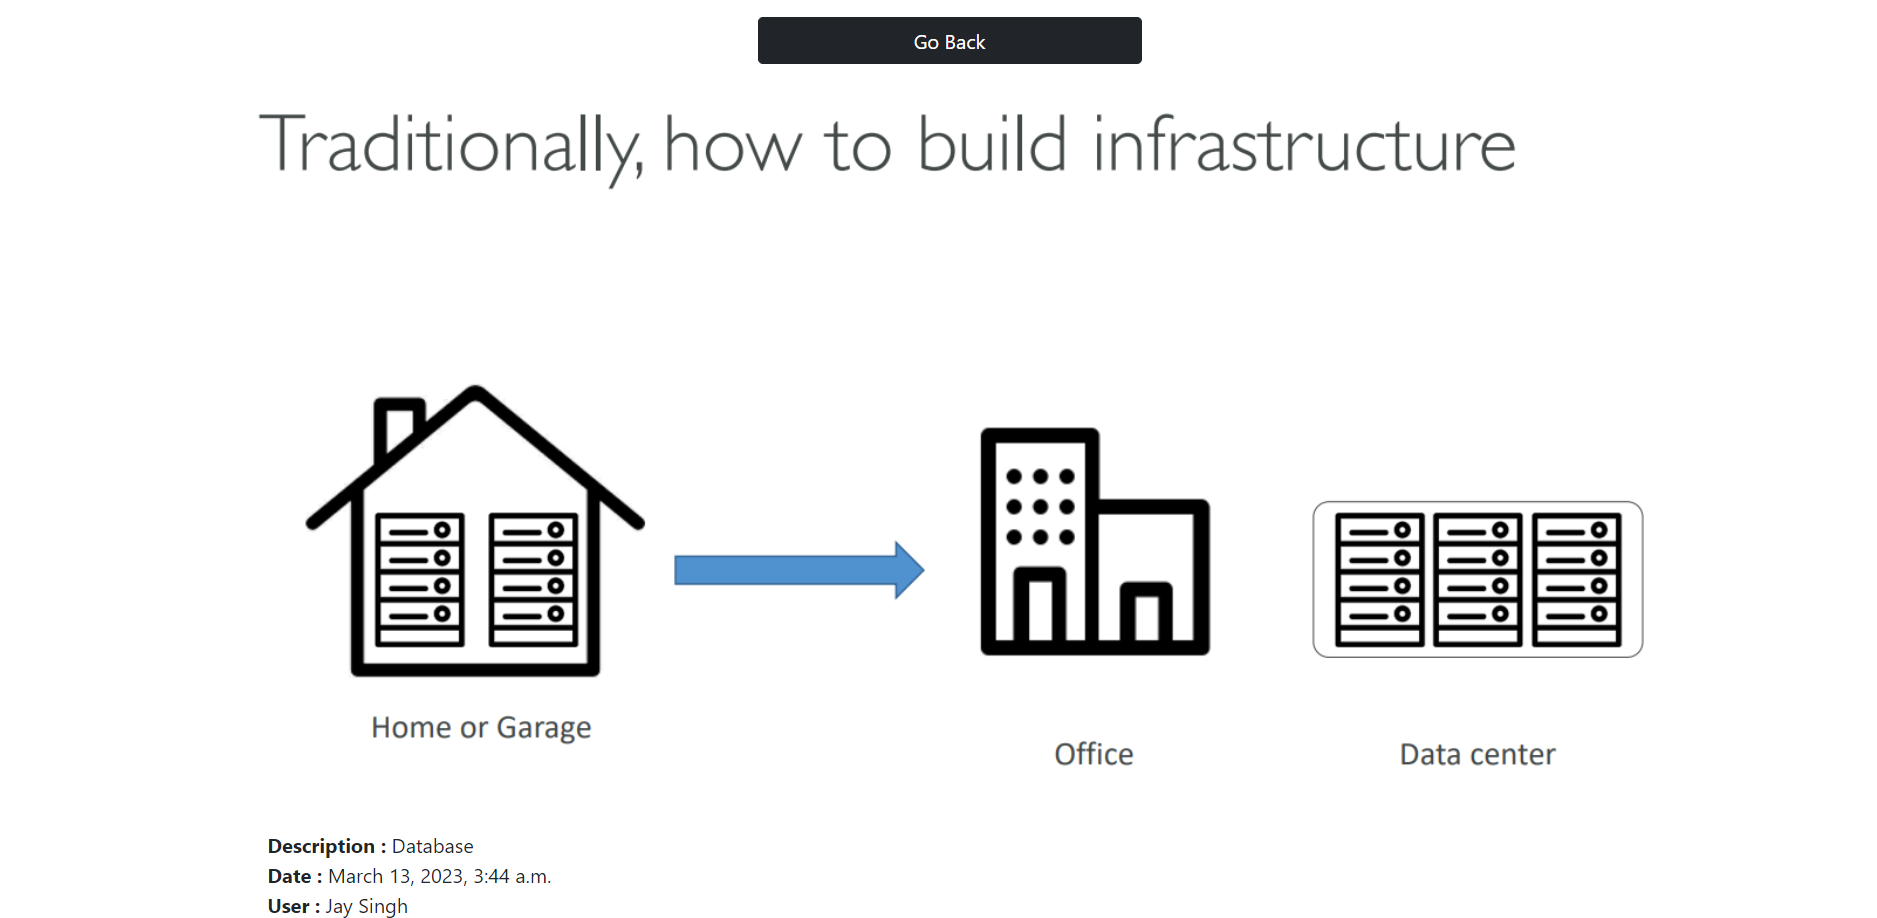 Go Back
Traditionally, how to build infrastructure
Home or Garage
Office
Data center
Description : Database
Date : March 13, 2023, 3:44 a.m.
User : Jay Singh